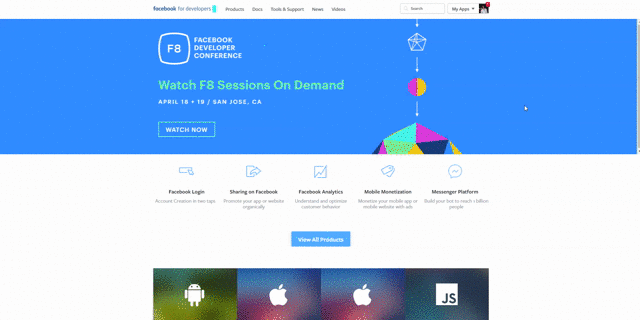 facebook for developers
Products Docs Tools & Support News Videos
Search
My Apps
F8 FACEBOOK
DEVELOPER
CONFERENCE
Watch F8 Sessions On Demand
APRIL 18 + 19 / SAN JOSE, CA
WATCH NOW
Facebook Login Sharing on Facebook Facebook Analytics Mobile Monetization Messenger Platform
Account Creation in two taps Promote your app or website Understand and optimize Monetize your mobile app or Build your bot to reach 1 billion
organically customer behavior mobile website with ads people
View All Products
JS